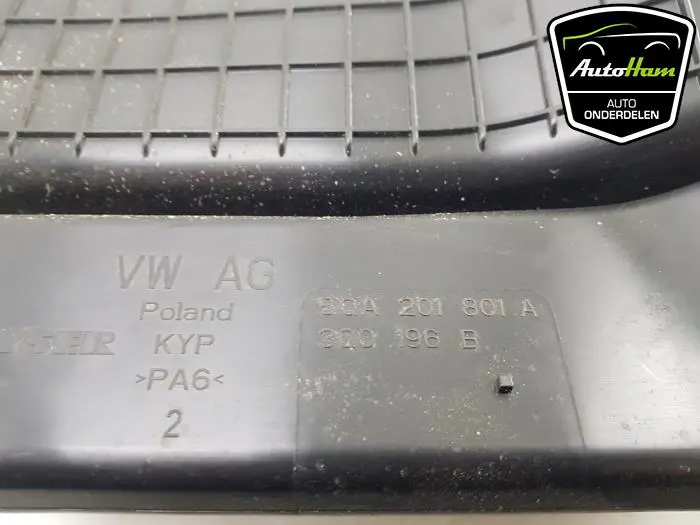 AutoHam
AUTO
ONDERDELEN
VW AG
Poland
KYP
>PA6<
2
201 801 A
196 B